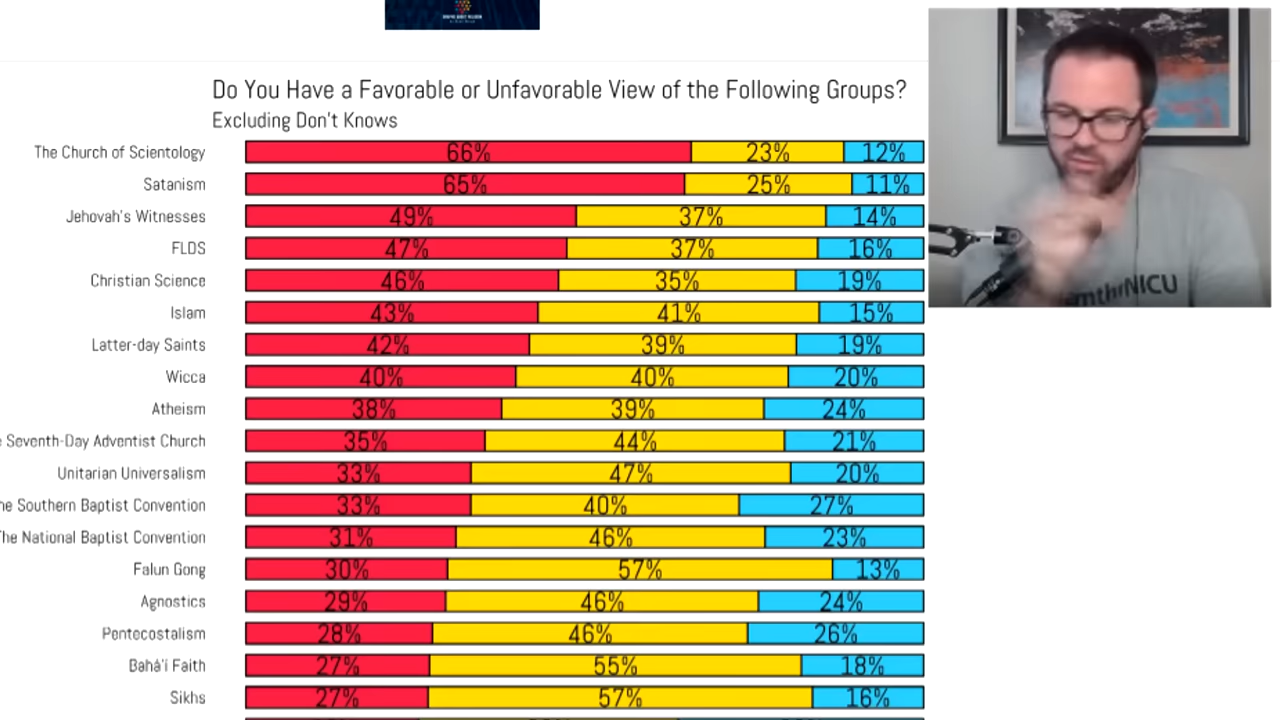 Do You Have a Favorable or Unfavorable View of the Following Groups?
Excluding Don't Knows
The Church of Scientology 66% 23% 12%
Satanism 65% 25% 11%
Jehovah's Witnesses 49% 37% 14%
FLDS 47% 37% 16%
Christian Science 46% 35% 19%
Islam 43% 41% 15%
Latter-day Saints 42% 39% 19%
Wicca 40% 40% 20%
Atheism 38% 39% 24%
Seventh-Day Adventist Church 35% 44% 21%
Unitarian Universalism 33% 47% 20%
Southern Baptist Convention 33% 40% 27%
The National Baptist Convention 31% 46% 23%
Falun Gong 30% 57% 13%
Agnostics 29% 46% 24%
Pentecostalism 28% 46% 26%
Bahá'í Faith 27% 55% 18%
Sikhs 27% 57% 16%
NICU